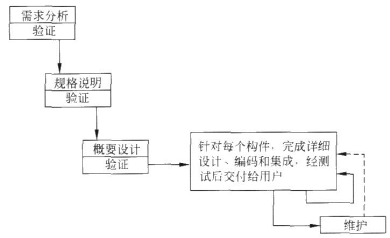 需求分析
验证
规格说明
验证
概要设计
验证
针对每个构件，完成详细
设计、编码和集成，经测
试后交付给用户
维护